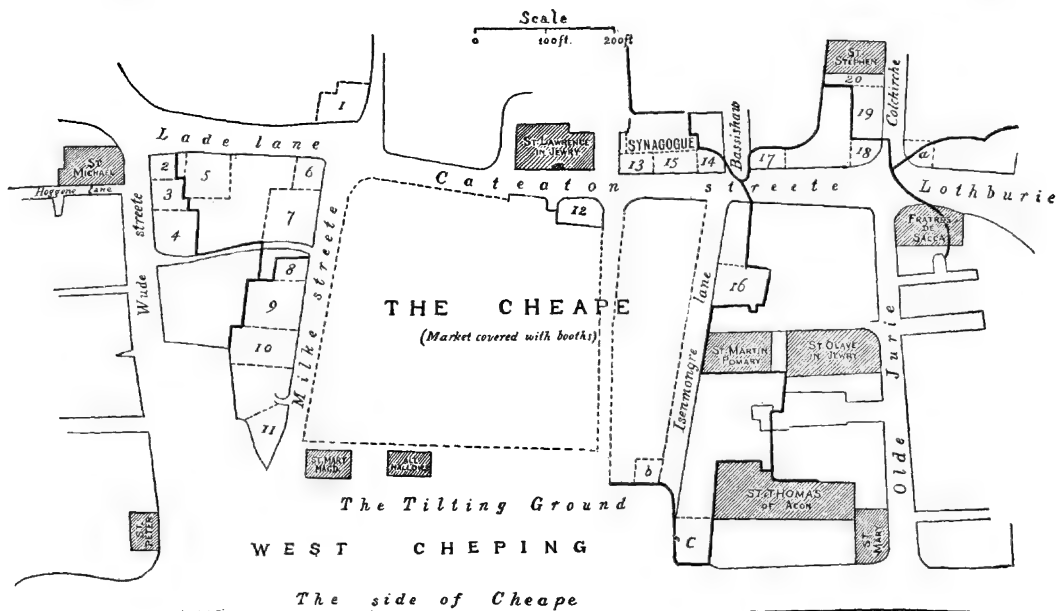 Scale
0 100ft. 200ft
ST. STEPHEN
20
19
Colchirche
1
Lade lane
ST. MICHAEL
Hoggene lane
2
5
6
3
7
4
Wude streete
ST. LAWRENCE IN JEWRY
SYNAGOGUE
13 15 14
Bassishaw
17
18
a
Cateaton streete
Lothburie
12
FRATRES DE SACCA
8
9
10
11
Milke streete
THE CHEAPE
(Market covered with booths)
16
Isenmongre lane
ST. MARTIN POMARY
ST OLAVE IN JEWRY
Olde Jurie
b
ST. MARY MAGD.
ALL HALLOWS
The Tilting Ground
ST. THOMAS OF ACON
ST. MARY
C
ST. PETER
WEST CHEPING
The side of Cheape